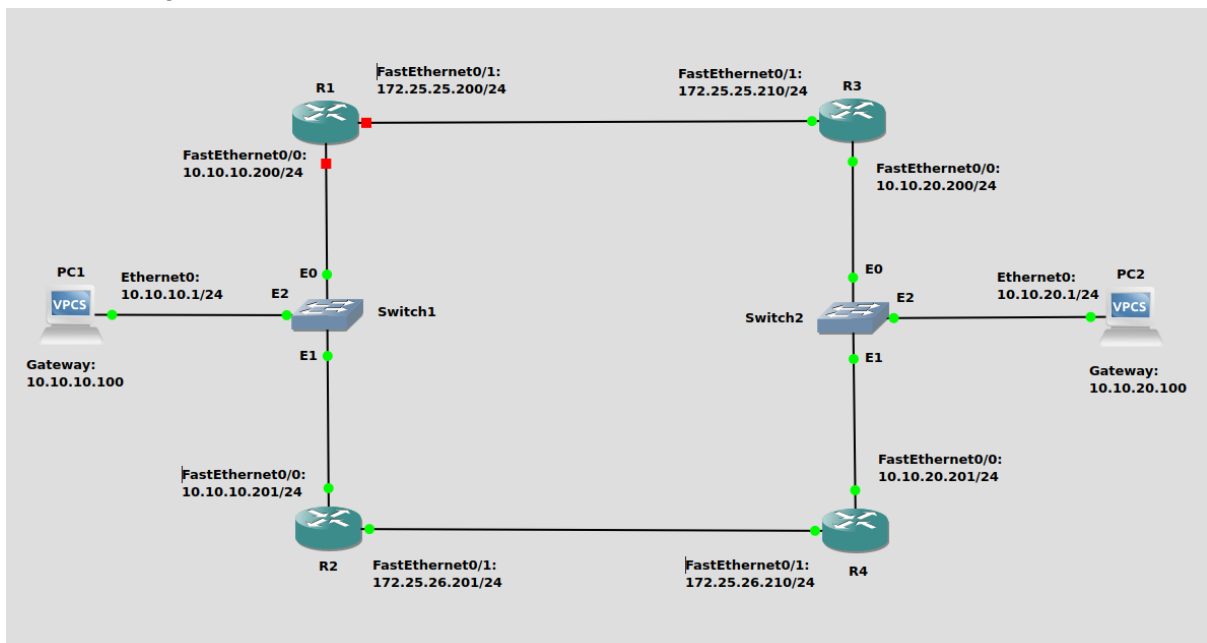 FastEthernet0/1:
172.25.25.200/24
FastEthernet0/1:
172.25.25.210/24
R1
R3
FastEthernet0/0:
10.10.10.200/24
FastEthernet0/0:
10.10.20.200/24
PC1
Ethernet0:
10.10.10.1/24
VPCS
E0
E2
Switch1
E1
Gateway:
10.10.10.100
E0
E2
Switch2
E1
Ethernet0:
10.10.20.1/24
PC2
VPCS
Gateway:
10.10.20.100
FastEthernet0/0:
10.10.10.201/24
FastEthernet0/0:
10.10.20.201/24
R2
FastEthernet0/1:
172.25.26.201/24
FastEthernet0/1:
172.25.26.210/24
R4